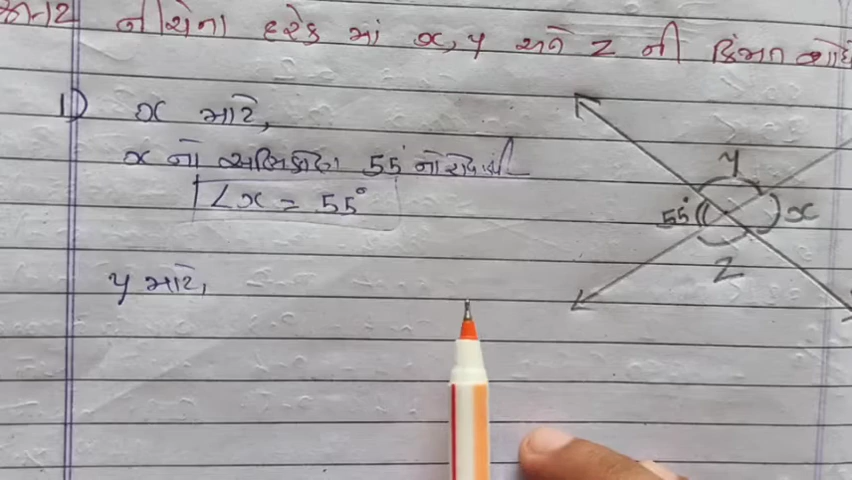 નીચેના દરેક માં x, y અને z ની કિંમત શોધો
1) x માટે,
x નો અભિકોણ 55° નો છે
∠x = 55°
y માટે,
y
55°
x
z